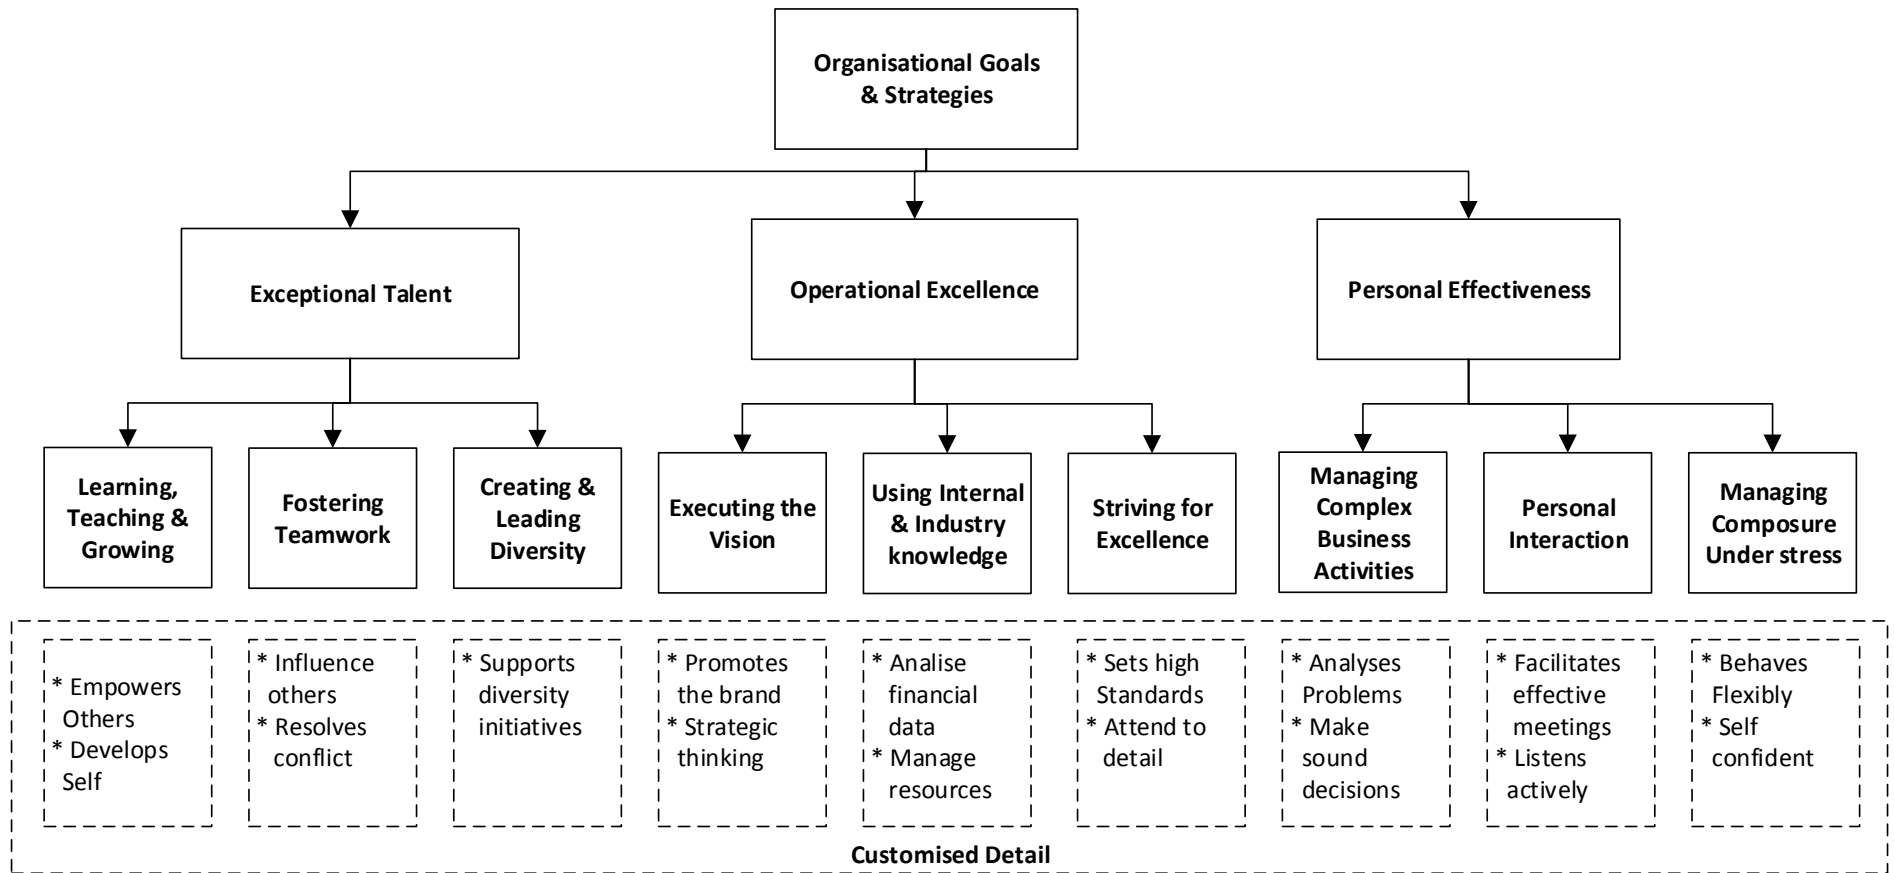 Organisational Goals
& Strategies
Exceptional Talent
Operational Excellence
Personal Effectiveness
Learning,
Teaching &
Growing
Fostering
Teamwork
Creating &
Leading
Diversity
Executing the
Vision
Using Internal
& Industry
knowledge
Striving for
Excellence
Managing
Complex
Business
Activities
Personal
Interaction
Managing
Composure
Under stress
* Empowers
Others
* Develops
Self
* Influence
others
* Resolves
conflict
* Supports
diversity
initiatives
* Promotes
the brand
* Strategic
thinking
* Analise
financial
data
* Manage
resources
* Sets high
Standards
* Attend to
detail
* Analyses
Problems
* Make
sound
decisions
* Facilitates
effective
meetings
* Listens
actively
* Behaves
Flexibly
* Self
confident
Customised Detail